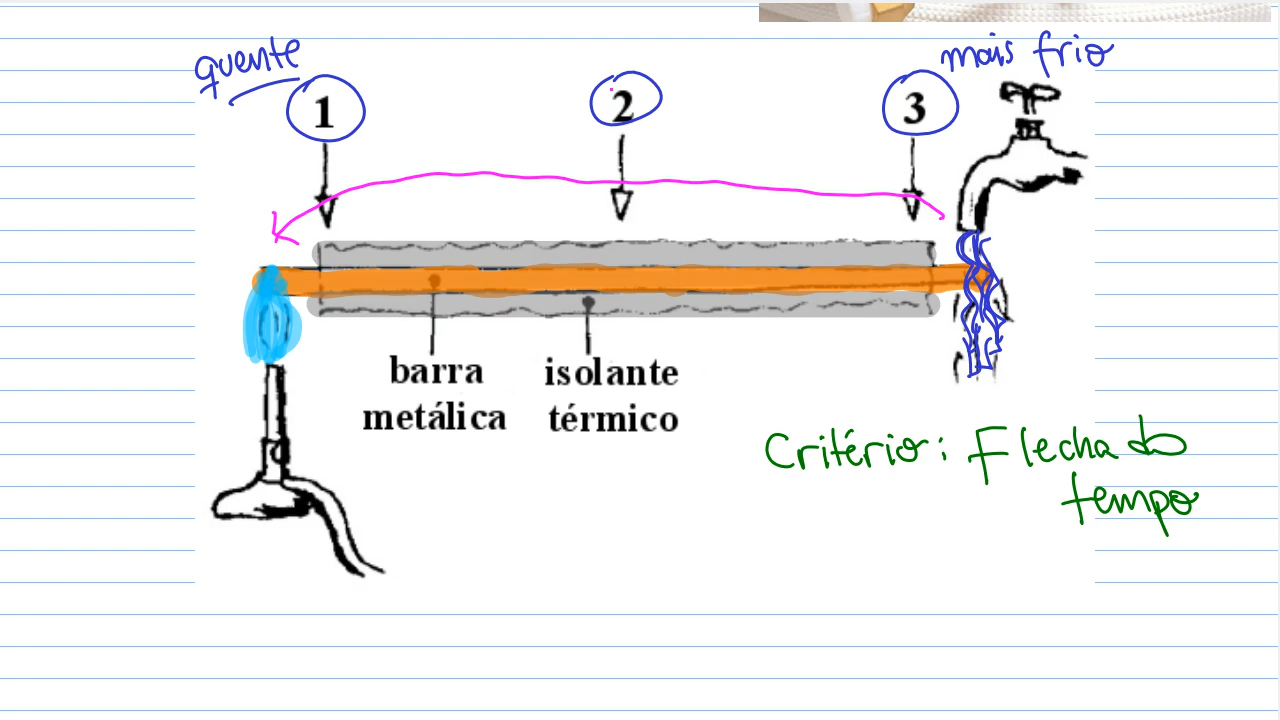 quente
mais frio
1
2
3
barra
metálica
isolante
térmico
Critério: Flecha do
tempo